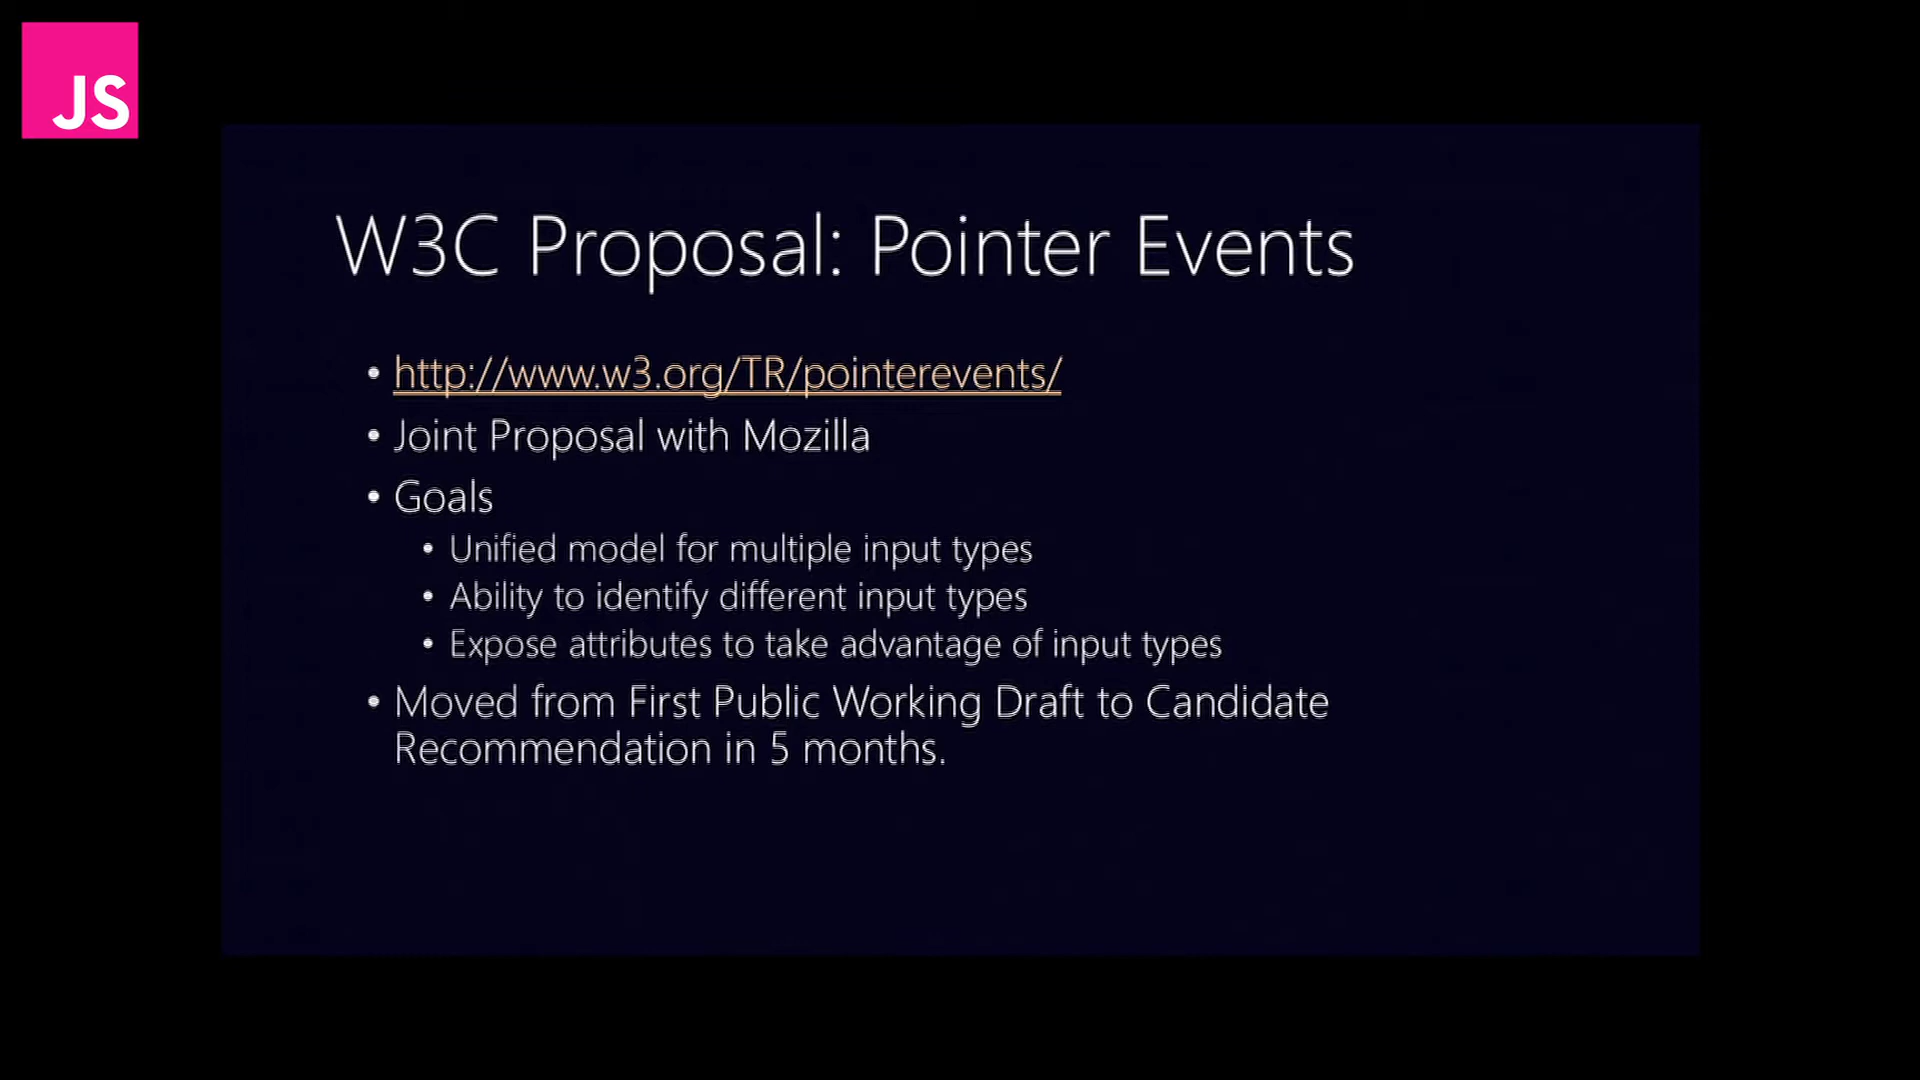 JS
W3C Proposal: Pointer Events
• http://www.w3.org/TR/pointerevents/
• Joint Proposal with Mozilla
• Goals
• Unified model for multiple input types
• Ability to identify different input types
• Expose attributes to take advantage of input types
• Moved from First Public Working Draft to Candidate
Recommendation in 5 months.